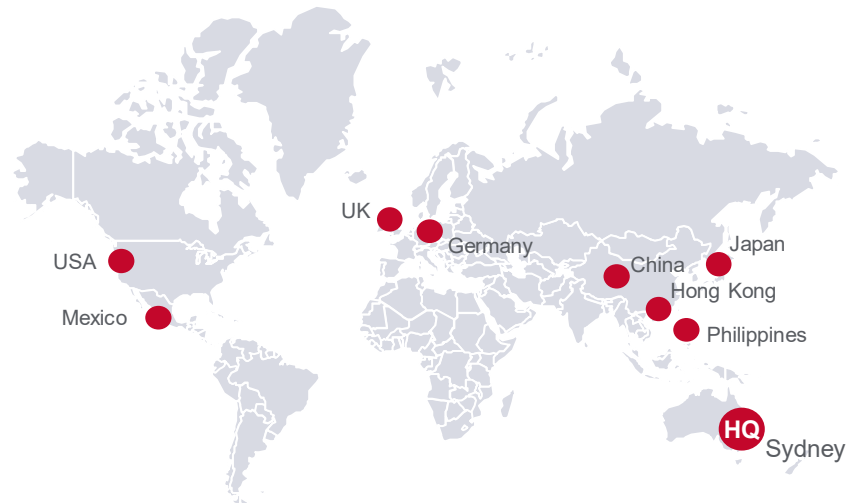 UK
Germany
USA
Mexico
Japan
China
Hong Kong
Philippines
HQ
Sydney